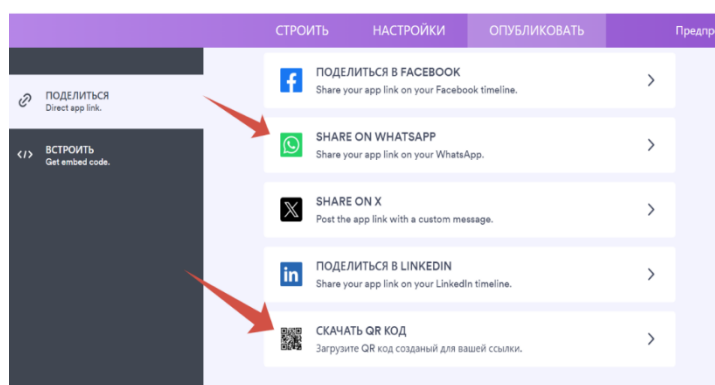 СТРОИТЬ НАСТРОЙКИ ОПУБЛИКОВАТЬ
ПОДЕЛИТЬСЯ
Direct app link.
ВСТРОИТЬ
Get embed code.
ПОДЕЛИТЬСЯ В FACEBOOK
Share your app link on your Facebook timeline.
SHARE ON WHATSAPP
Share your app link on your WhatsApp.
SHARE ON X
Post the app link with a custom message.
ПОДЕЛИТЬСЯ В LINKEDIN
Share your app link on your LinkedIn timeline.
СКАЧАТЬ QR КОД
Загрузите QR код созданый для вашей ссылки.